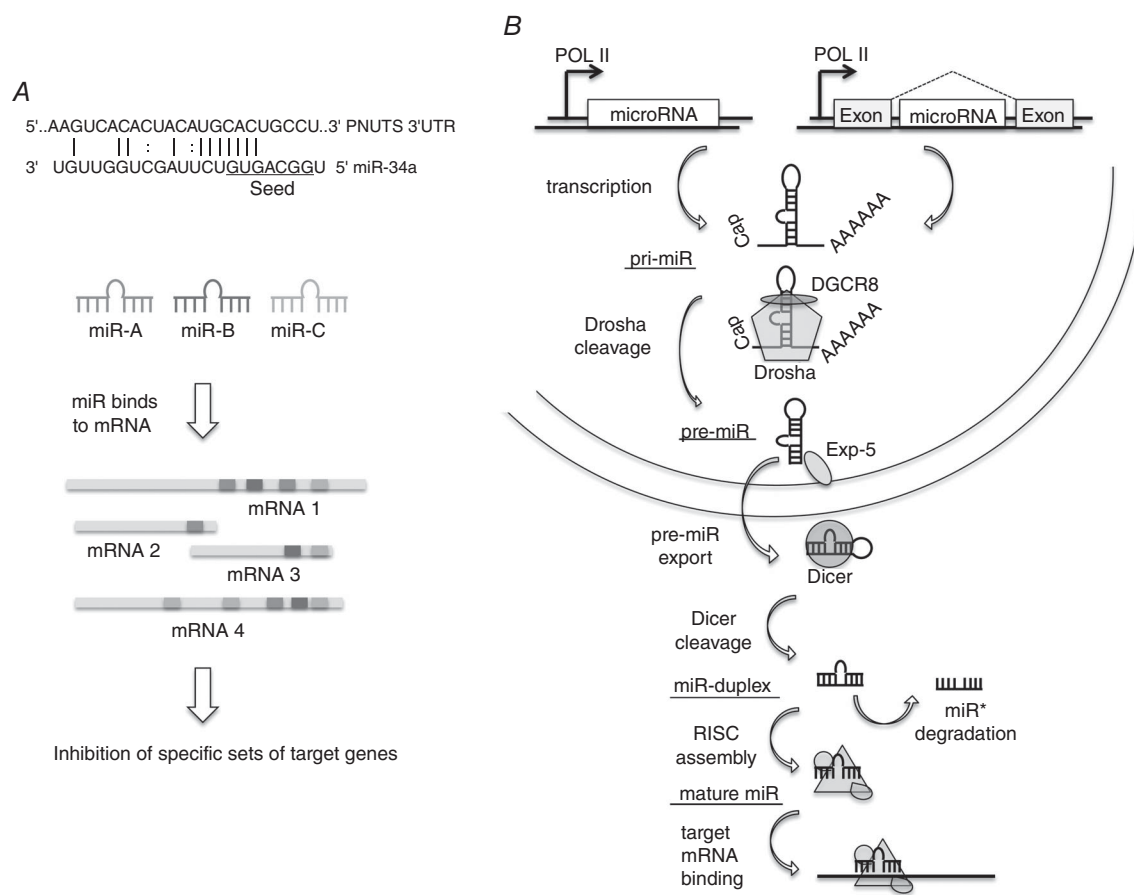 A
5'..AAGUCACACUACAUGCACUGCCU..3' PNUTS 3'UTR
3' UGUUGGUCGAUUCUGUGACGGU 5' miR-34a
Seed
miR-A miR-B miR-C
miR binds
to mRNA
mRNA 1
mRNA 2
mRNA 3
mRNA 4
Inhibition of specific sets of target genes
B
POL II
POL II
microRNA
Exon microRNA Exon
transcription
Cap
AAAAAA
pri-miR
DGCR8
Drosha
cleavage
Cap
AAAAAA
Drosha
pre-miR
Exp-5
pre-miR
export
Dicer
Dicer
cleavage
miR-duplex
miR*
degradation
RISC
assembly
mature miR
target
mRNA
binding